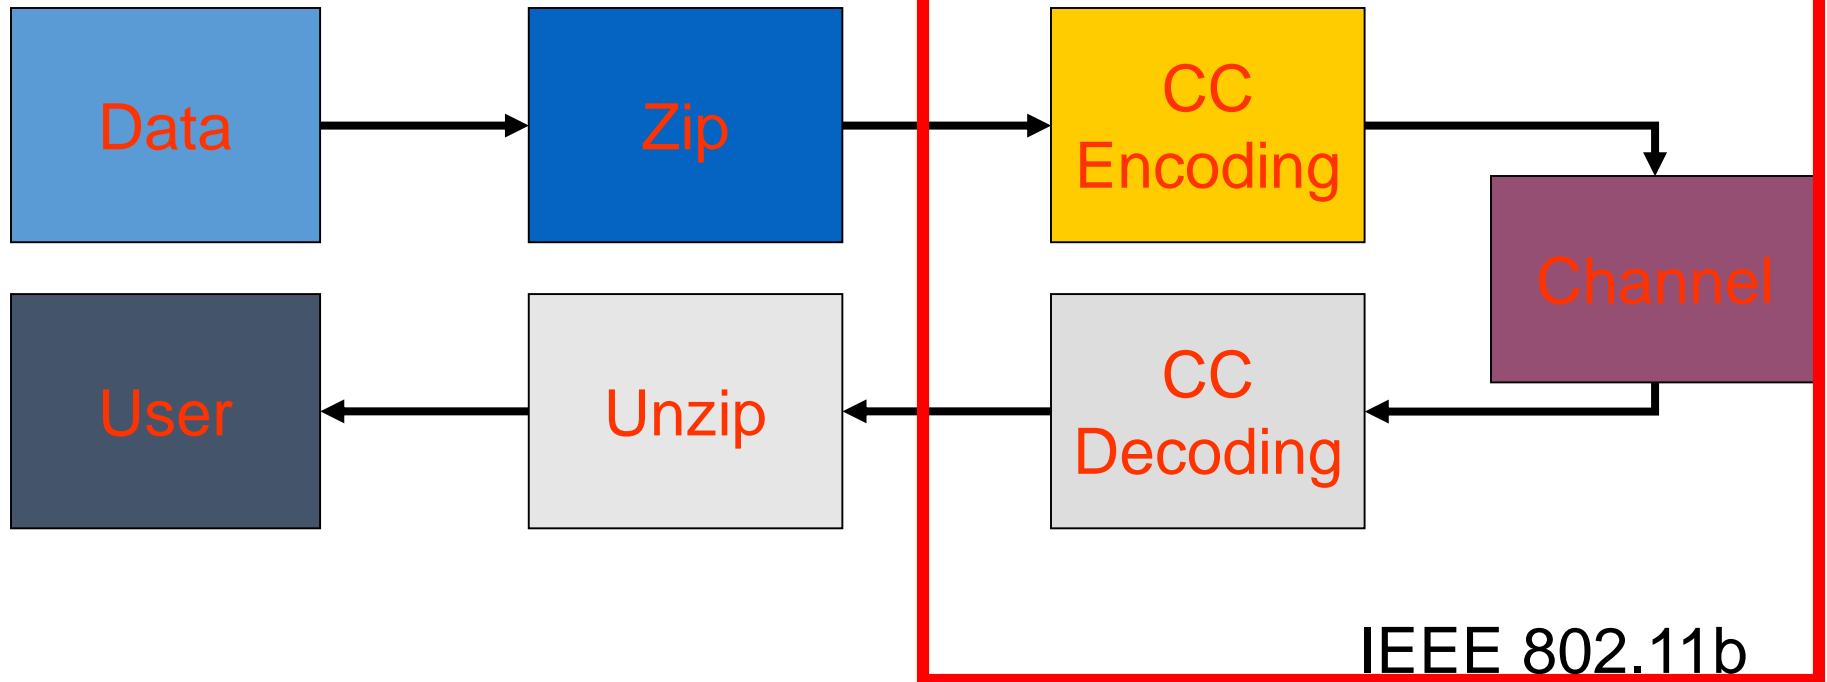 Data
Zip
CC
Encoding
Channel
User
Unzip
CC
Decoding
IEEE 802.11b